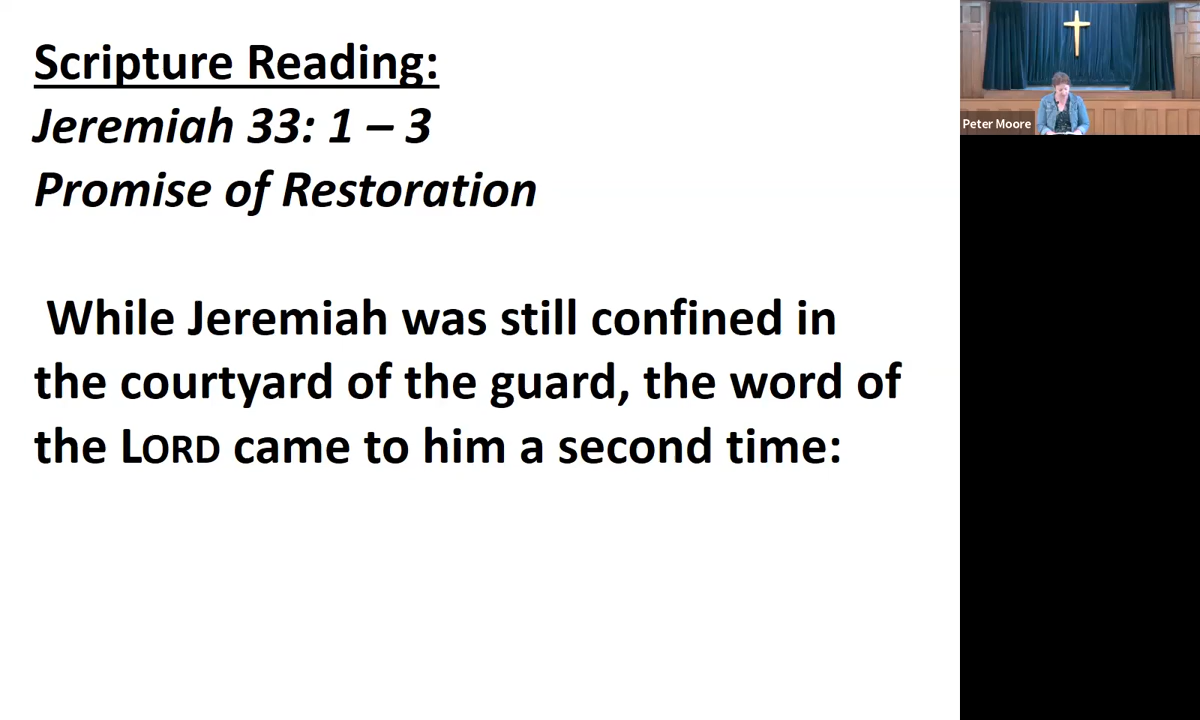 Scripture Reading:
Jeremiah 33: 1 – 3
Promise of Restoration
While Jeremiah was still confined in
the courtyard of the guard, the word of
the LORD came to him a second time:
Peter Moore